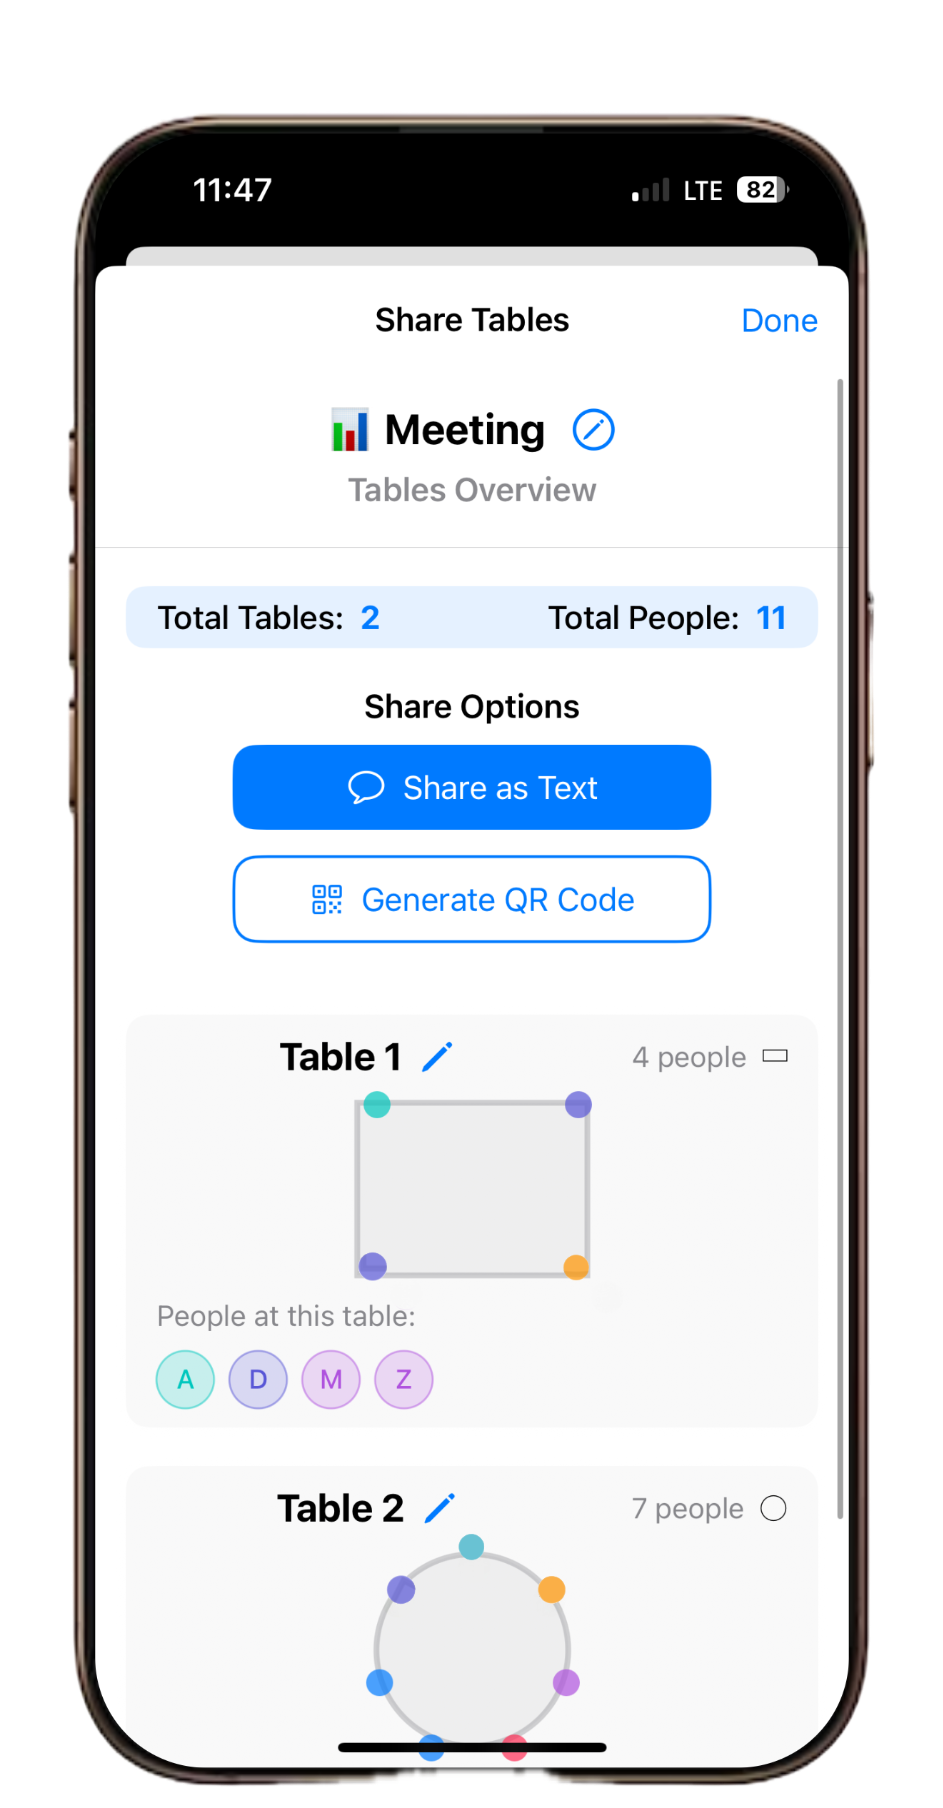 11:47
LTE 82
Share Tables
Done
Meeting
Tables Overview
Total Tables: 2
Total People: 11
Share Options
Share as Text
Generate QR Code
Table 1
4 people
People at this table:
A D M Z
Table 2
7 people